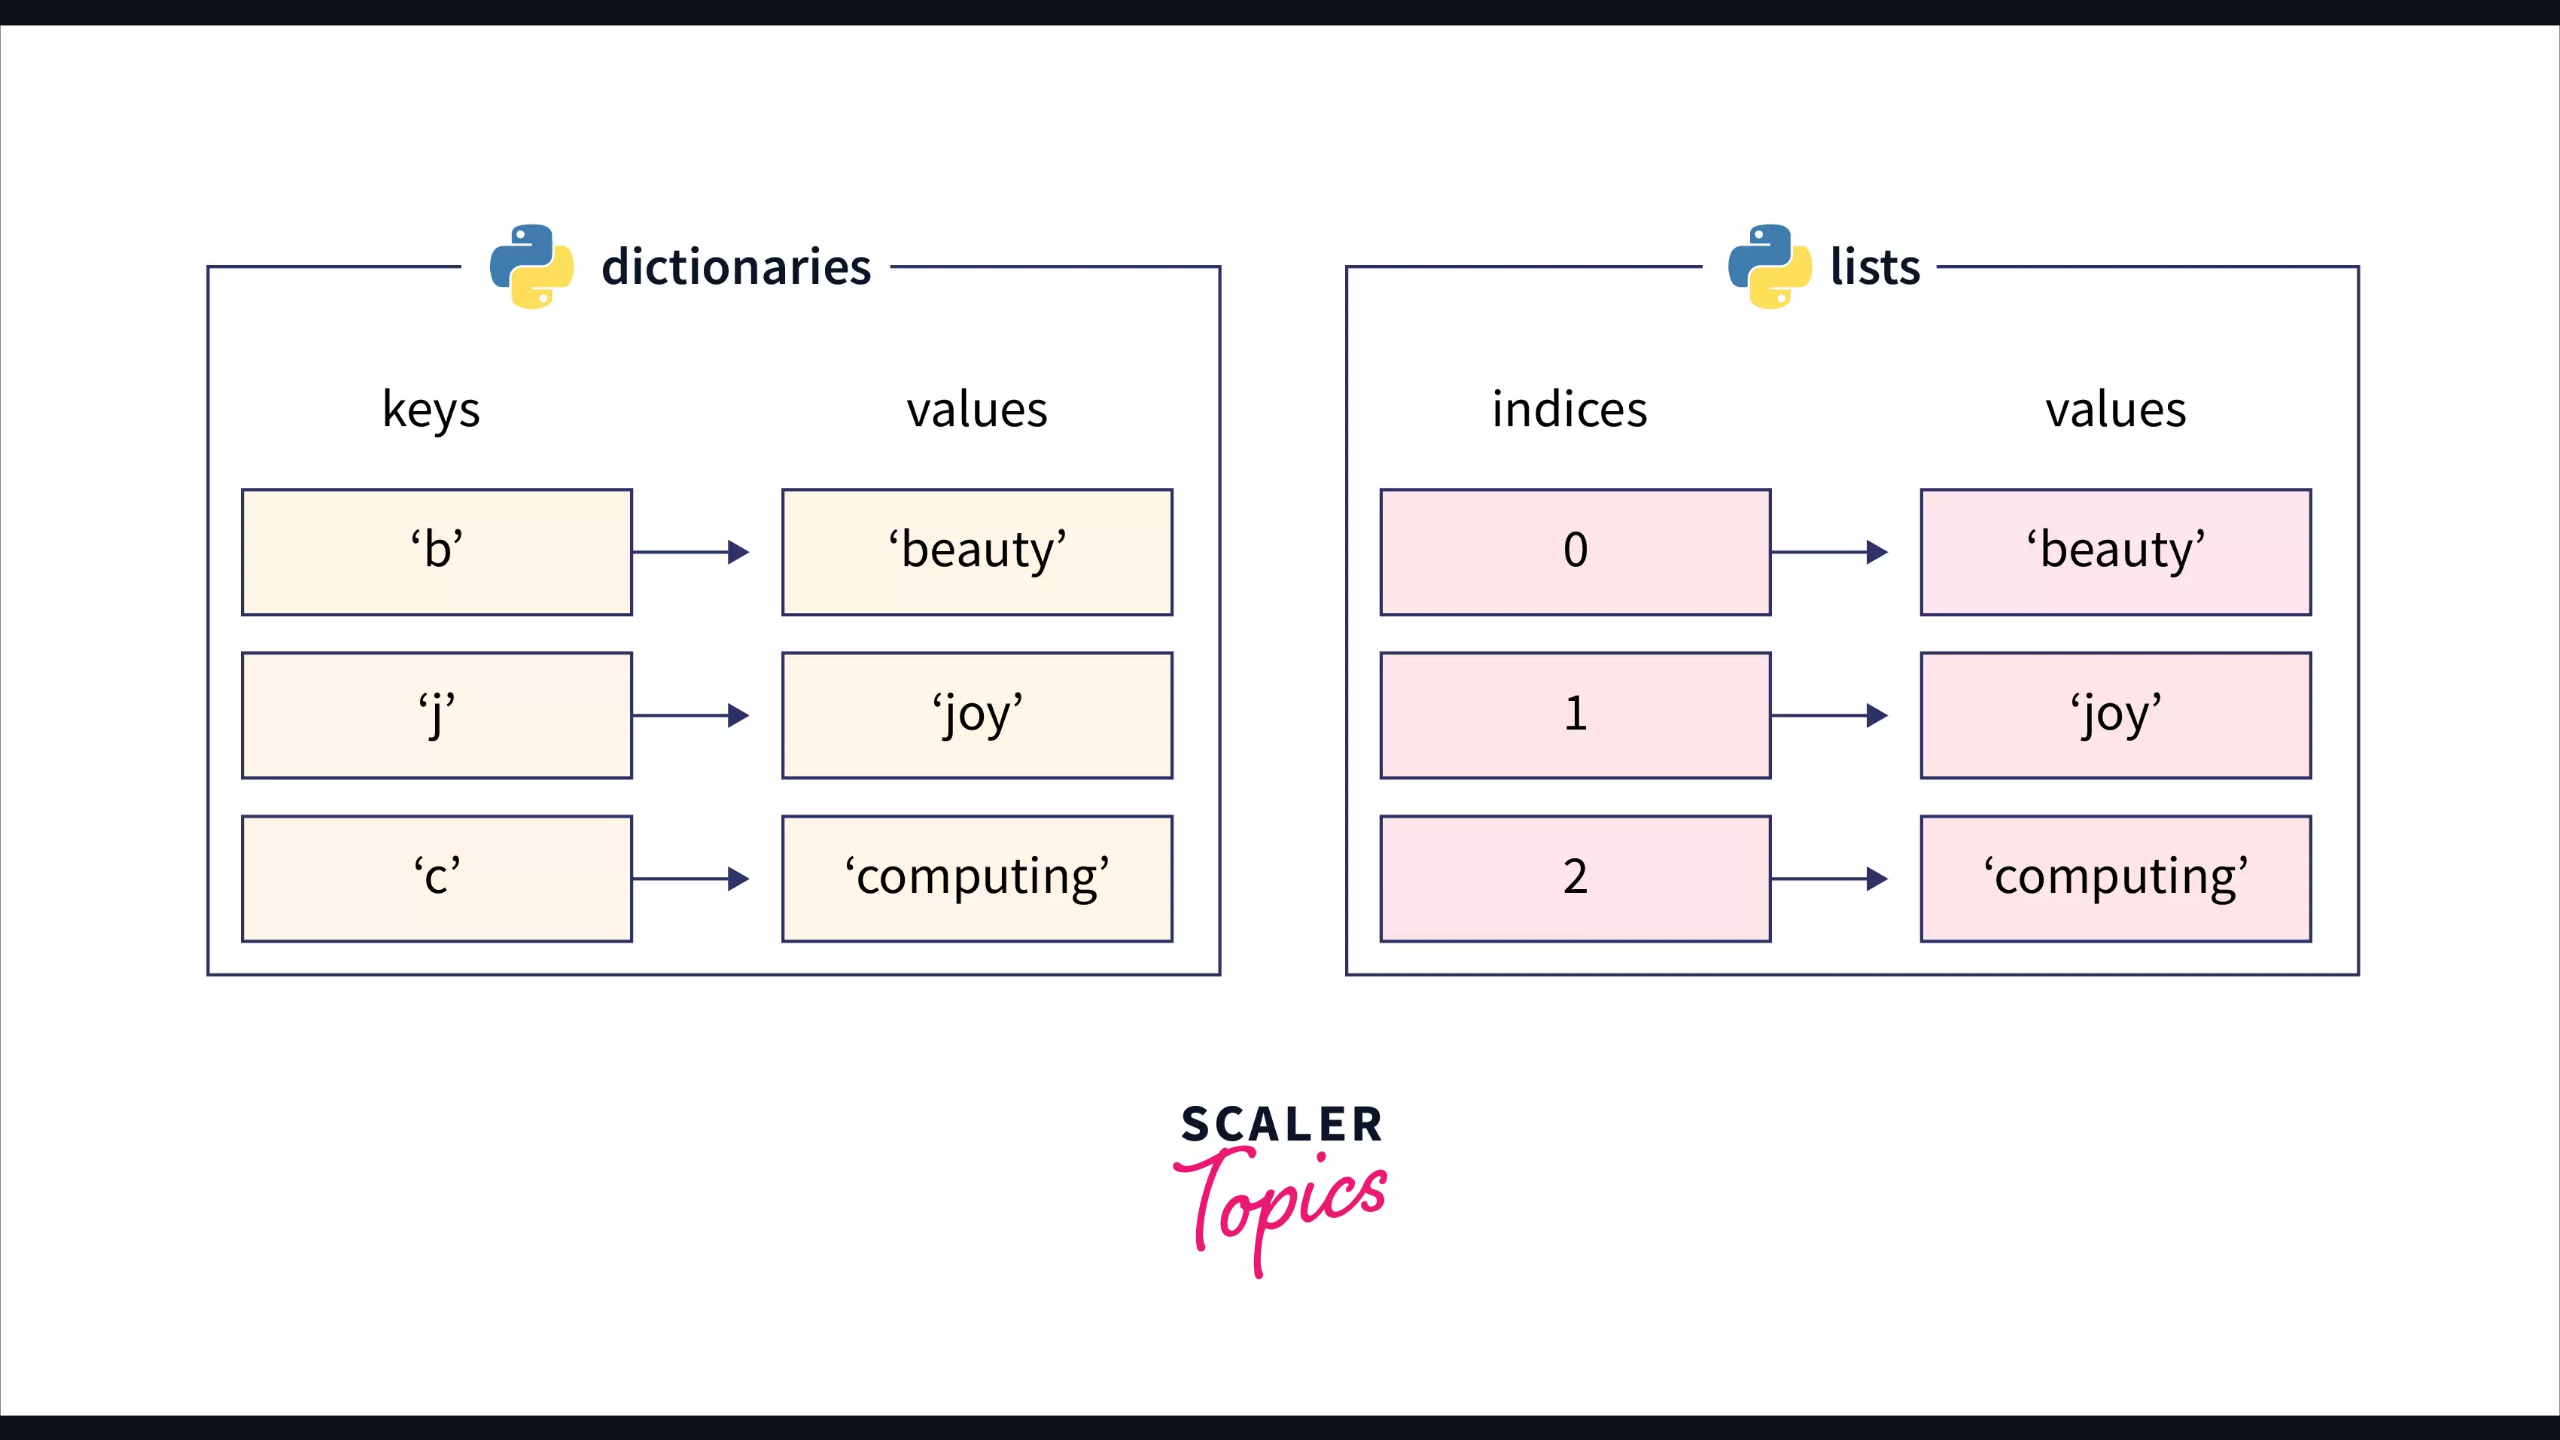 dictionaries
keys values
‘b’ ‘beauty’
‘j’ ‘joy’
‘c’ ‘computing’
lists
indices values
0 ‘beauty’
1 ‘joy’
2 ‘computing’
SCALER
Topics